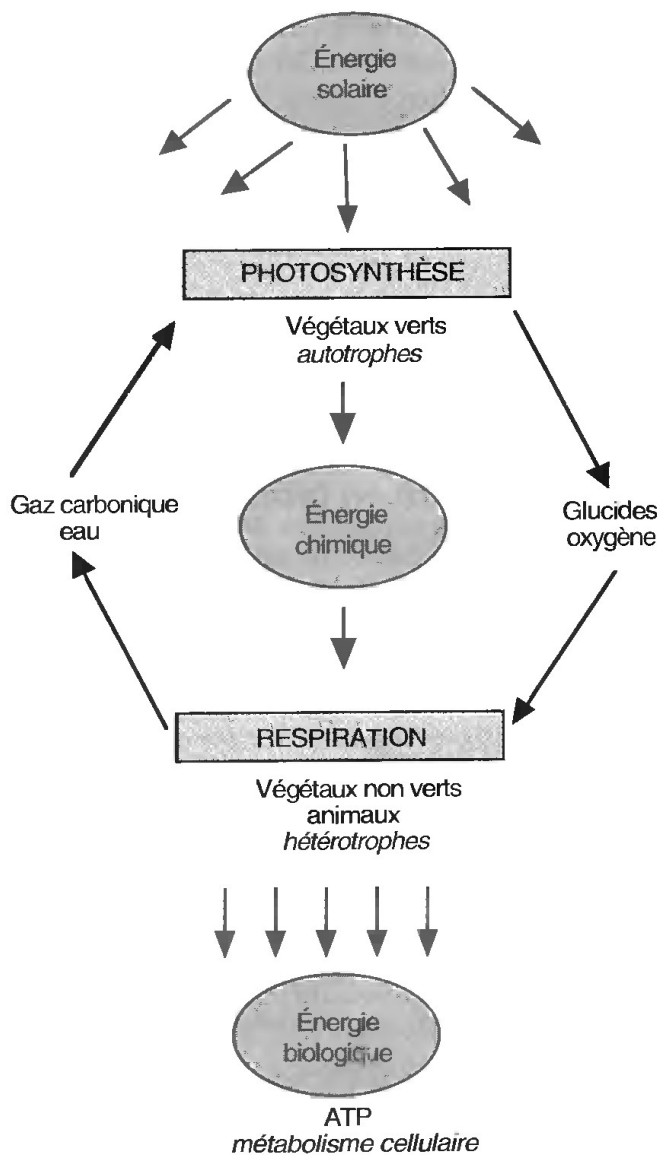 Énergie
solaire
PHOTOSYNTHÈSE
Végétaux verts
autotrophes
Gaz carbonique
eau
Énergie
chimique
Glucides
oxygène
RESPIRATION
Végétaux non verts
animaux
hétérotrophes
Énergie
biologique
ATP
métabolisme cellulaire